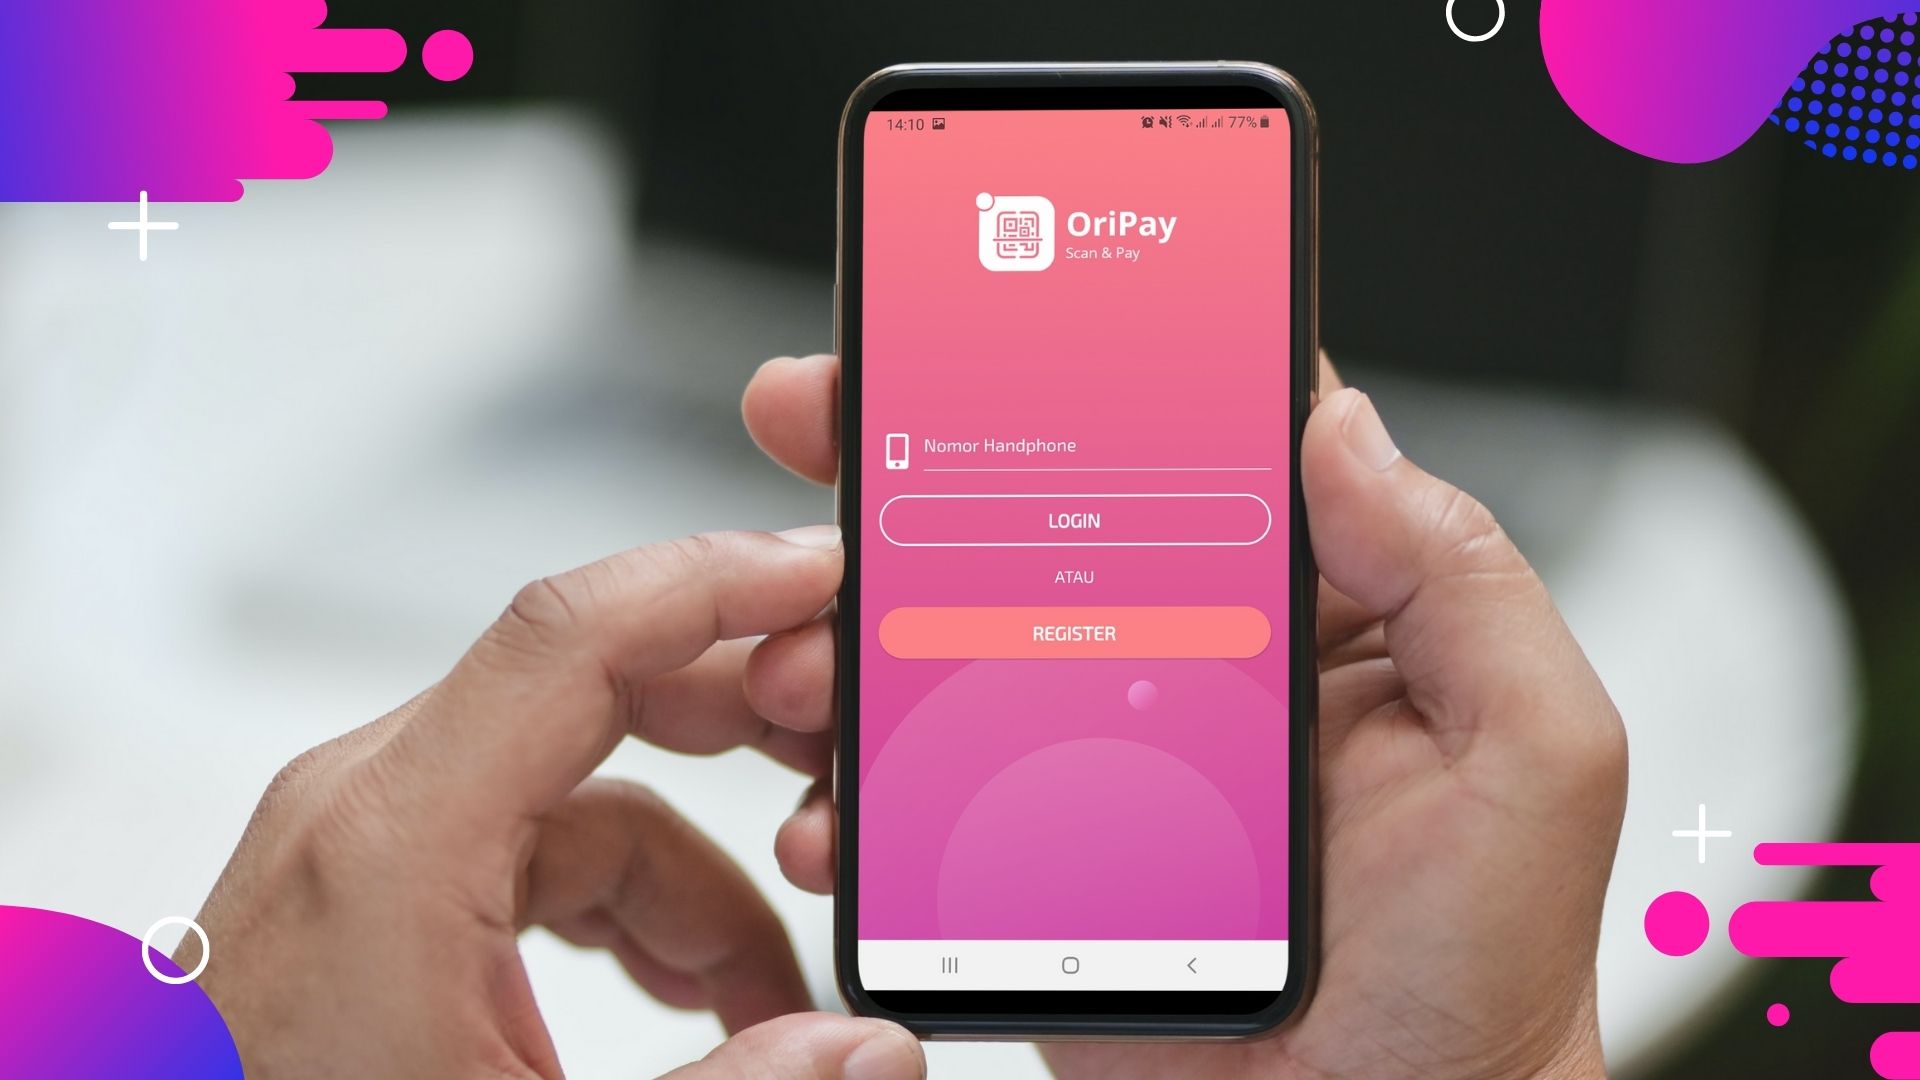 14:10
77%
OriPay
Scan & Pay
Nomor Handphone
LOGIN
ATAU
REGISTER